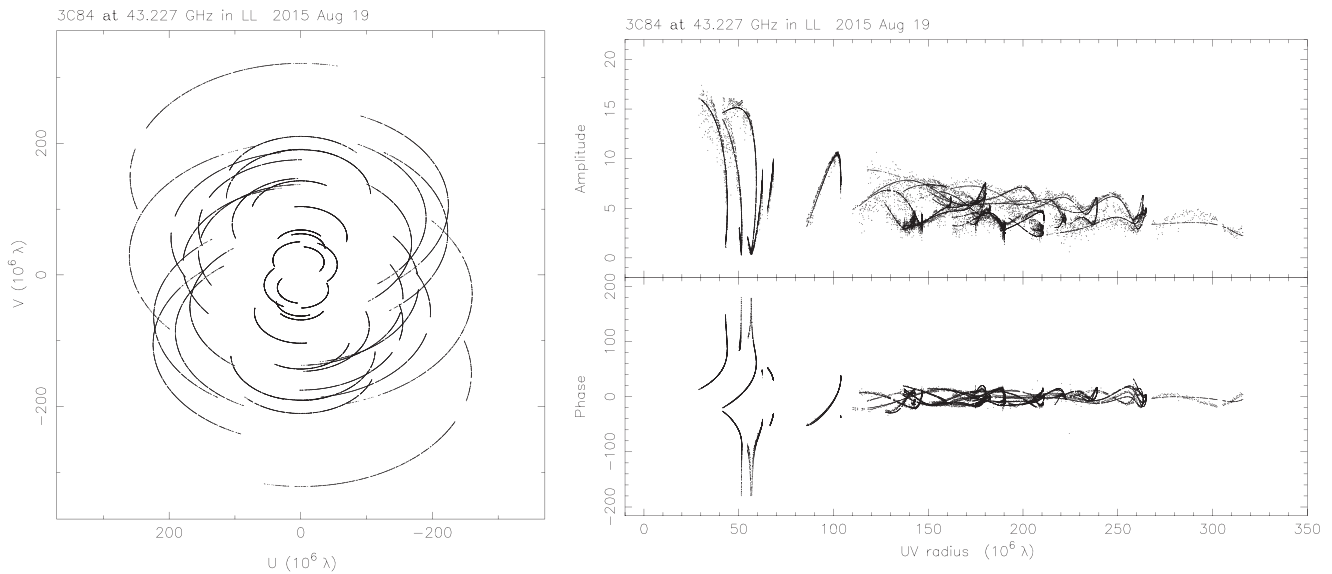 3C84 at 43.227 GHz in LL 2015 Aug 19
200
0
−200
V (10⁶ λ)
200 0 −200
U (10⁶ λ)
3C84 at 43.227 GHz in LL 2015 Aug 19
20
15
10
5
0
Amplitude
200
100
0
−100
−200
Phase
0 50 100 150 200 250 300 350
UV radius (10⁶ λ)